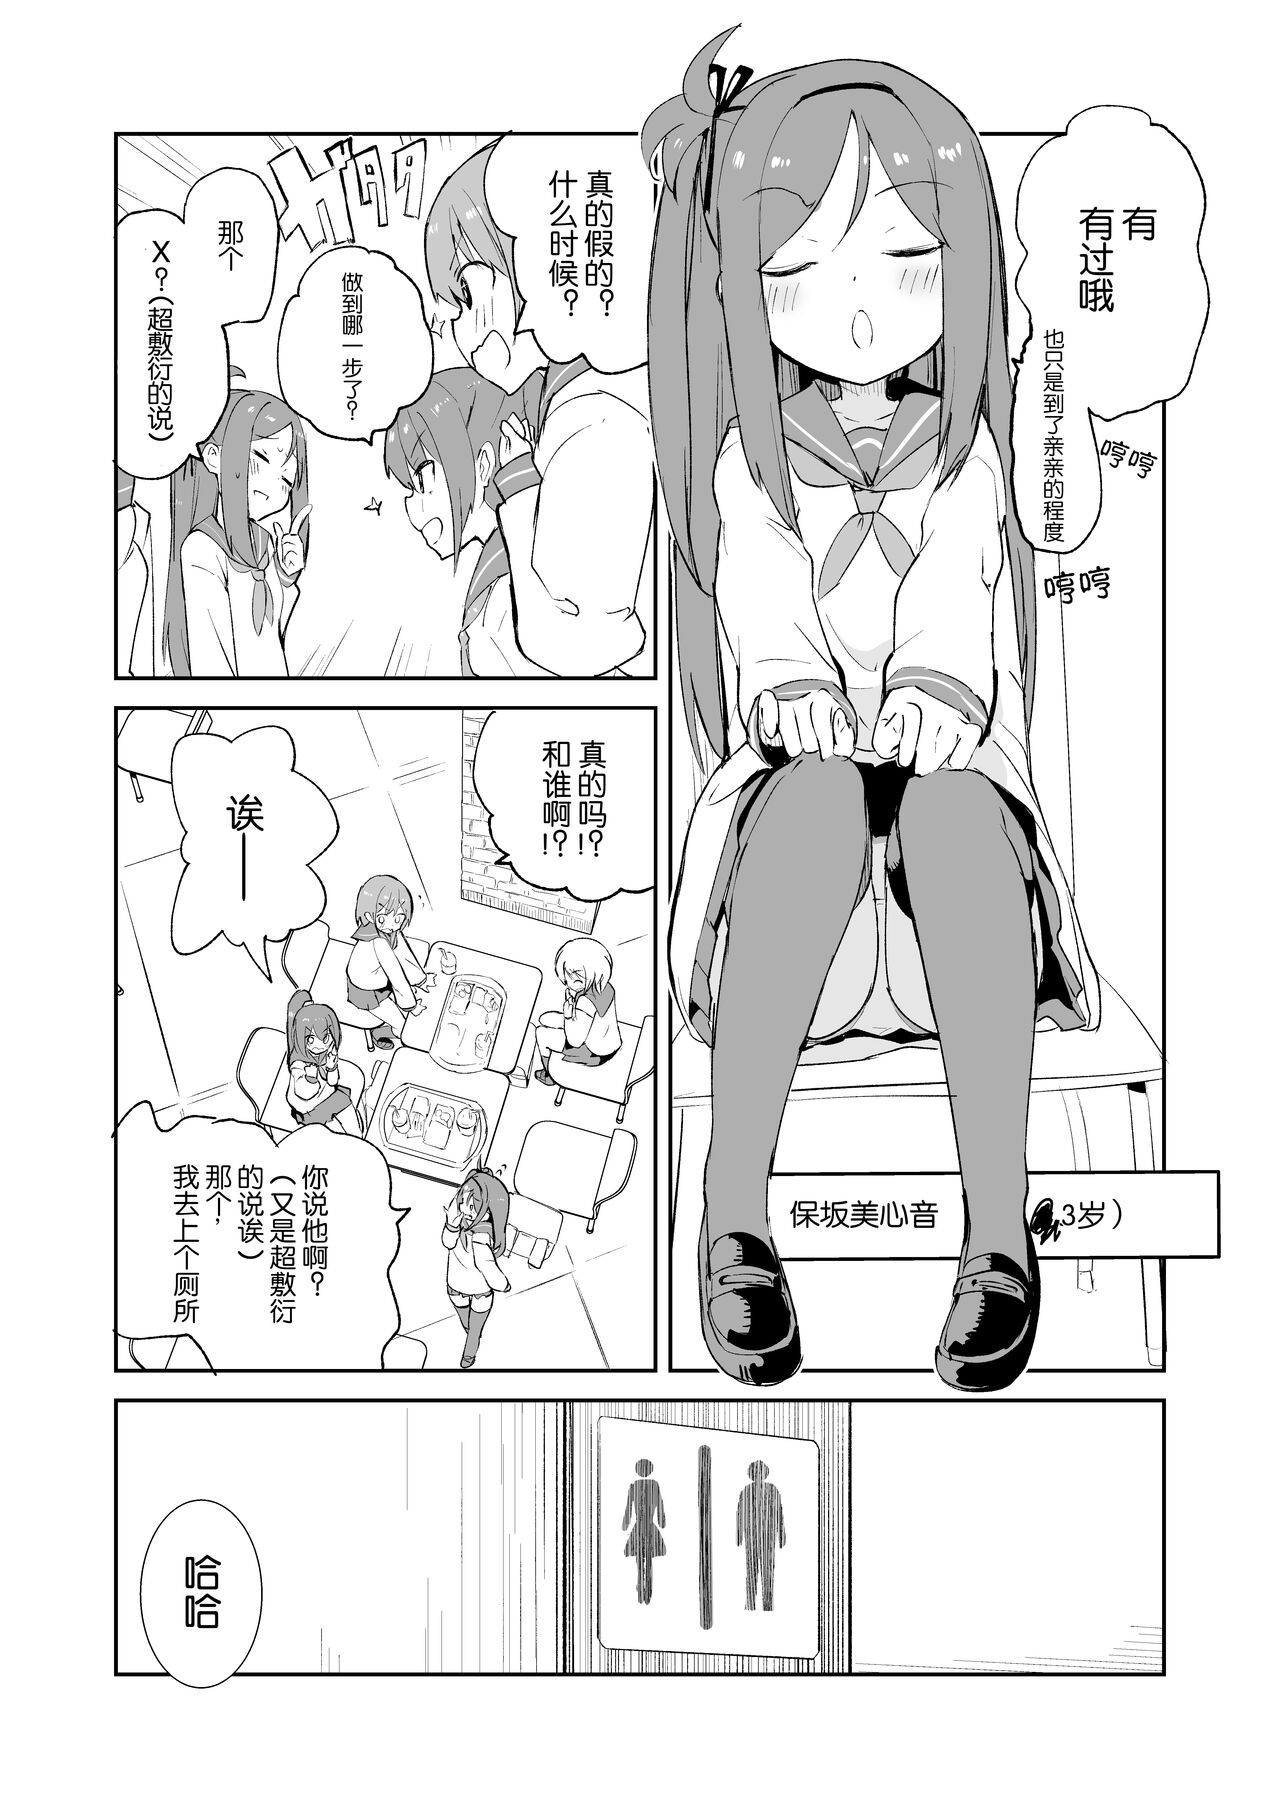 有
有过哦
也只是到了亲亲的程度
哼哼
哼哼
保坂美心音
3岁）
真的假的？
什么时候？
ガタタ
做到哪一步了？
那个
X？（超敷衍的说）
真的吗！？
和谁啊！？
诶—
你说他啊？
（又是超敷衍
的说诶）
那个，
我去上个厕所
哈哈